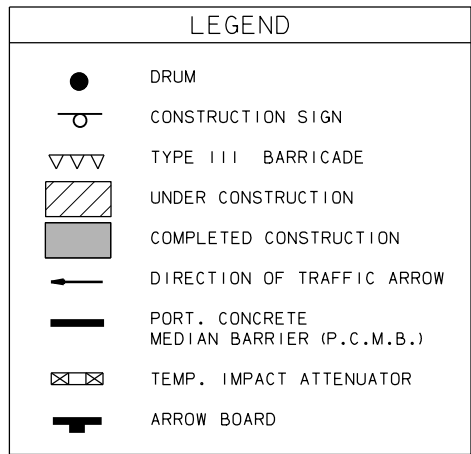 LEGEND
DRUM
CONSTRUCTION SIGN
TYPE III BARRICADE
UNDER CONSTRUCTION
COMPLETED CONSTRUCTION
DIRECTION OF TRAFFIC ARROW
PORT. CONCRETE
MEDIAN BARRIER (P.C.M.B.)
TEMP. IMPACT ATTENUATOR
ARROW BOARD